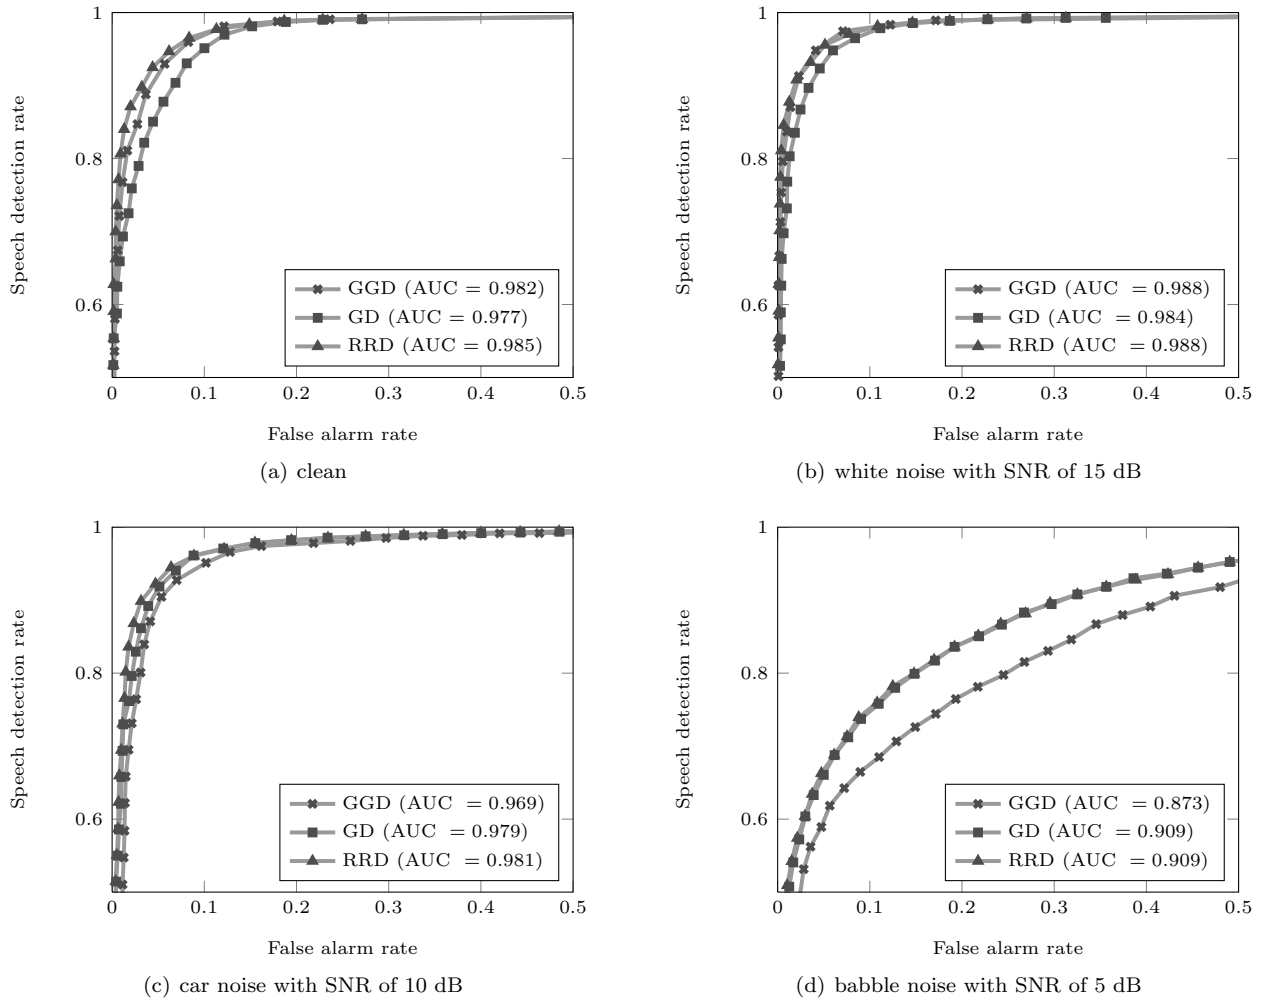 Speech detection rate
1
0.8
0.6
GGD (AUC = 0.982)
GD (AUC = 0.977)
RRD (AUC = 0.985)
0 0.1 0.2 0.3 0.4 0.5
False alarm rate
(a) clean
Speech detection rate
1
0.8
0.6
GGD (AUC = 0.988)
GD (AUC = 0.984)
RRD (AUC = 0.988)
0 0.1 0.2 0.3 0.4 0.5
False alarm rate
(b) white noise with SNR of 15 dB
Speech detection rate
1
0.8
0.6
GGD (AUC = 0.969)
GD (AUC = 0.979)
RRD (AUC = 0.981)
0 0.1 0.2 0.3 0.4 0.5
False alarm rate
(c) car noise with SNR of 10 dB
Speech detection rate
1
0.8
0.6
GGD (AUC = 0.873)
GD (AUC = 0.909)
RRD (AUC = 0.909)
0 0.1 0.2 0.3 0.4 0.5
False alarm rate
(d) babble noise with SNR of 5 dB